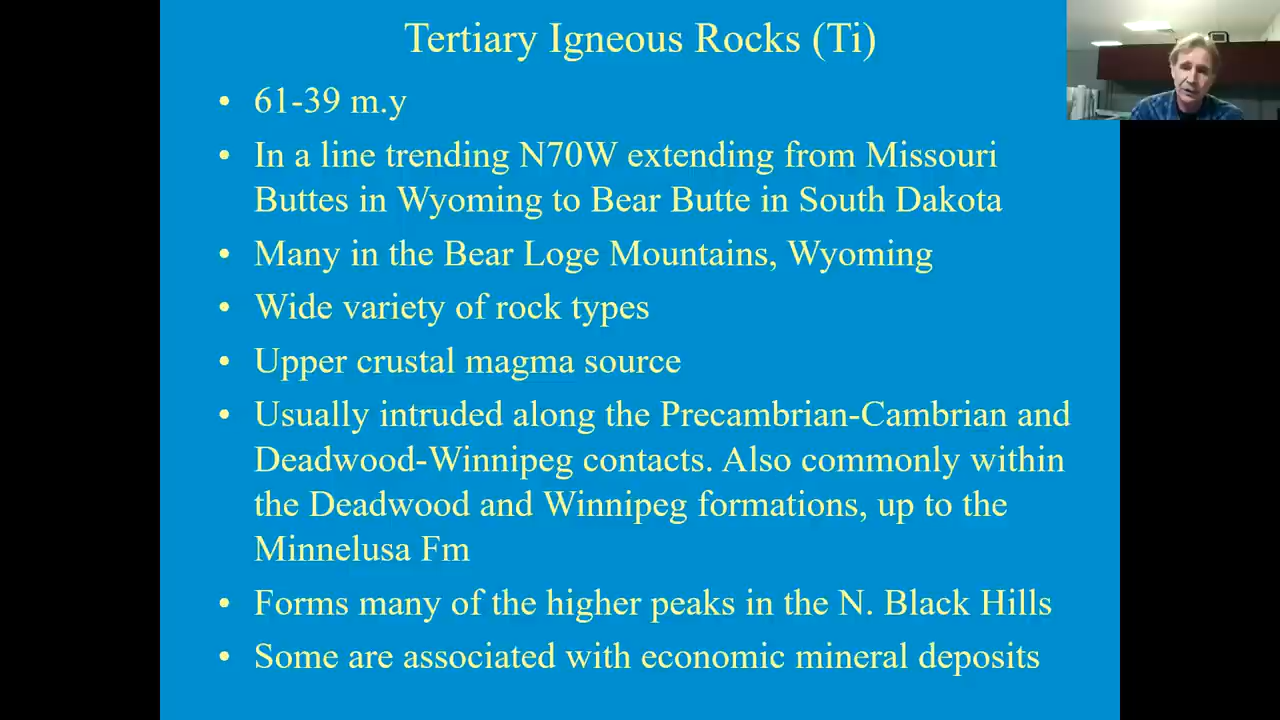 Tertiary Igneous Rocks (Ti)
• 61-39 m.y
• In a line trending N70W extending from Missouri
Buttes in Wyoming to Bear Butte in South Dakota
• Many in the Bear Loge Mountains, Wyoming
• Wide variety of rock types
• Upper crustal magma source
• Usually intruded along the Precambrian-Cambrian and
Deadwood-Winnipeg contacts. Also commonly within
the Deadwood and Winnipeg formations, up to the
Minnelusa Fm
• Forms many of the higher peaks in the N. Black Hills
• Some are associated with economic mineral deposits